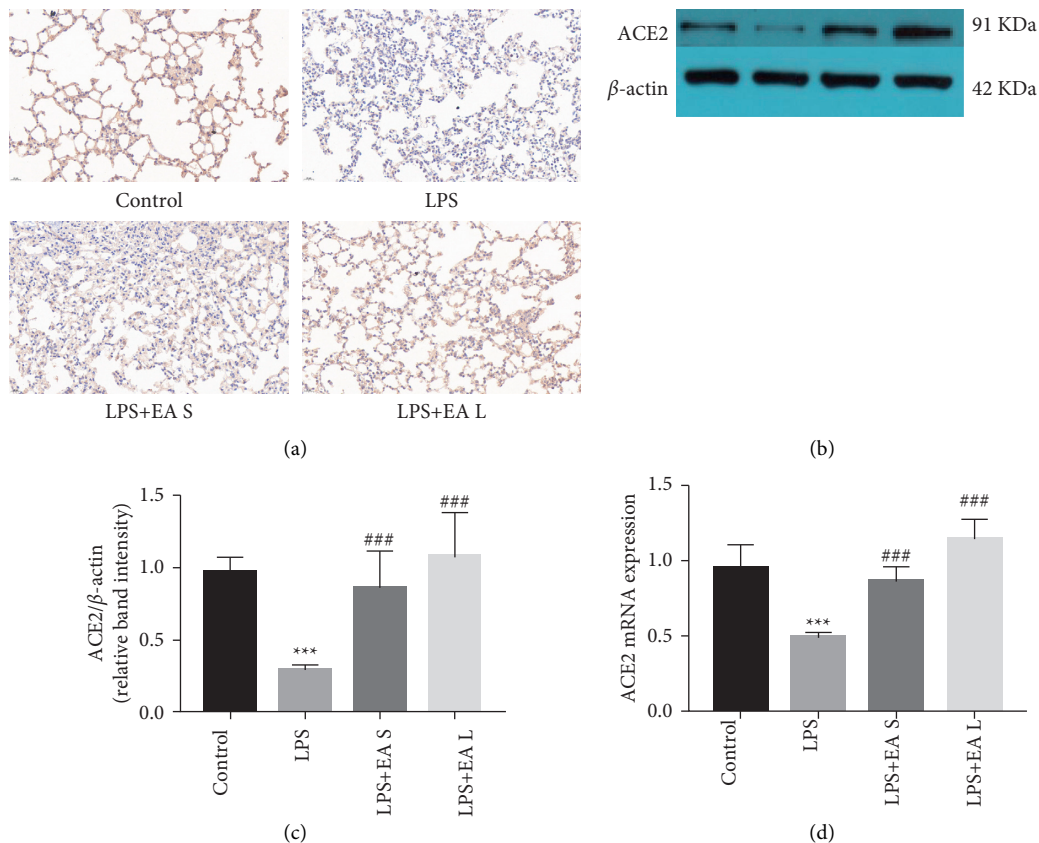 Control
LPS
LPS+EA S
LPS+EA L
(a)
ACE2
91 KDa
β-actin
42 KDa
(b)
ACE2/β-actin
(relative band intensity)
1.5
1.0
0.5
0.0
***
###
###
Control
LPS
LPS+EA S
LPS+EA L
(c)
ACE2 mRNA expression
1.5
1.0
0.5
0.0
***
###
###
Control
LPS
LPS+EA S
LPS+EA L
(d)